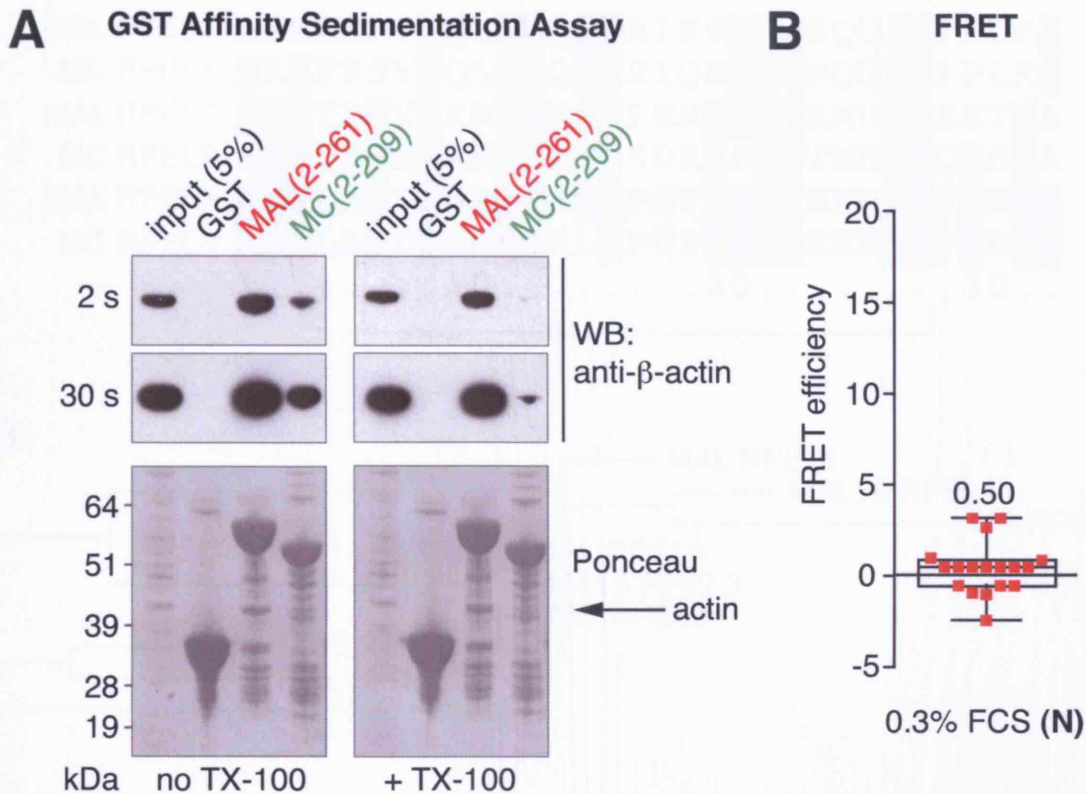 A GST Affinity Sedimentation Assay
input (5%)
GST
MAL(2-261)
MC(2-209)
input (5%)
GST
MAL(2-261)
MC(2-209)
2 s
30 s
WB:
anti-β-actin
64
51
39
28
19
kDa
Ponceau
actin
no TX-100
+ TX-100
B FRET
FRET efficiency
20
15
10
5
0
-5
0.50
0.3% FCS (N)